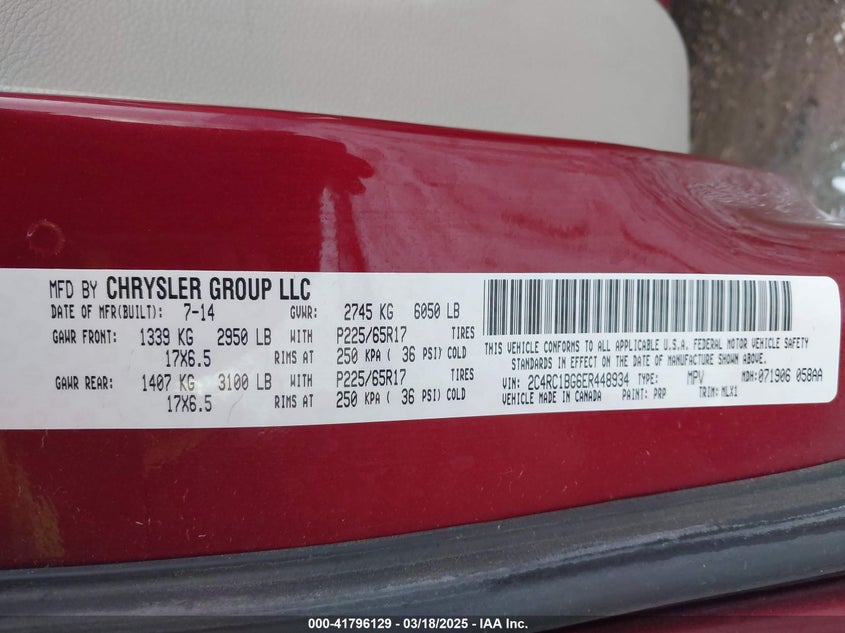 MFD BY CHRYSLER GROUP LLC
DATE OF MFR(BUILT): 7-14 GVWR: 2745 KG 6050 LB
GAWR FRONT: 1339 KG 2950 LB WITH P225/65R17 TIRES
17X6.5 RIMS AT 250 KPA ( 36 PSI) COLD
GAWR REAR: 1407 KG 3100 LB WITH P225/65R17 TIRES
17X6.5 RIMS AT 250 KPA ( 36 PSI) COLD
THIS VEHICLE CONFORMS TO ALL APPLICABLE U.S.A. FEDERAL MOTOR VEHICLE SAFETY
STANDARDS IN EFFECT ON THE DATE OF MANUFACTURE SHOWN ABOVE.
VIN: 2C4RC1BG6ER448934 TYPE: MPV MDH: 071906 058AA
VEHICLE MADE IN CANADA PAINT: PRP TRIM: MLX1
000-41796129 - 03/18/2025 - IAA Inc.